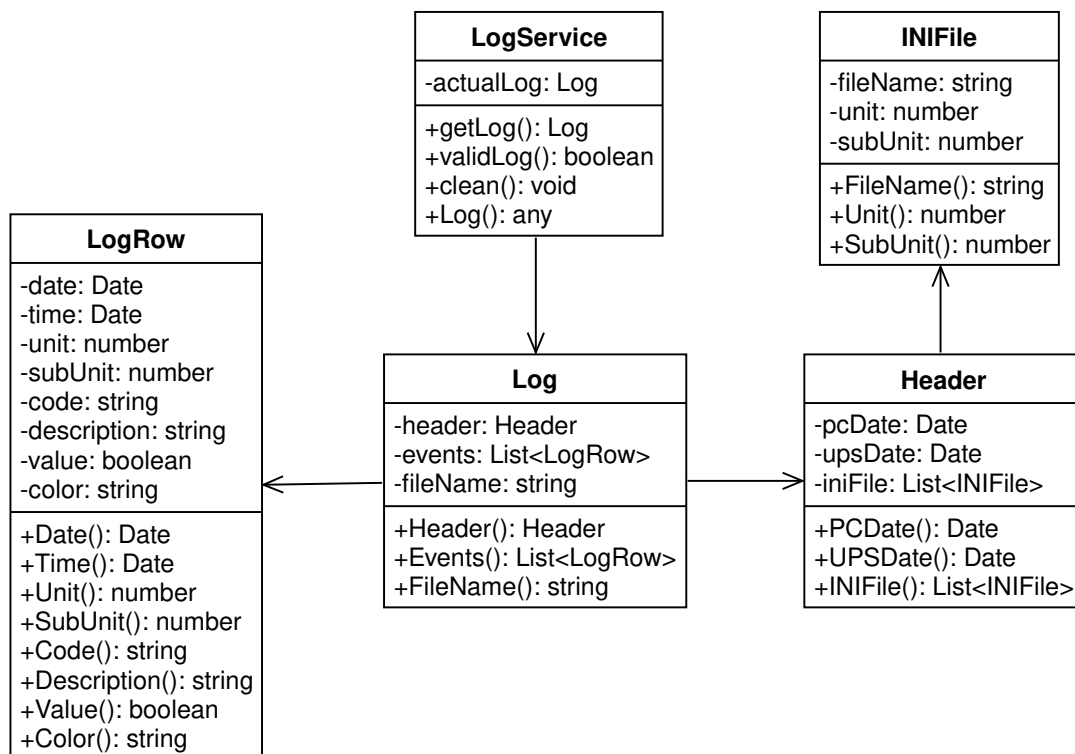 LogService
-actualLog: Log
+getLog(): Log
+validLog(): boolean
+clean(): void
+Log(): any
INIFile
-fileName: string
-unit: number
-subUnit: number
+FileName(): string
+Unit(): number
+SubUnit(): number
LogRow
-date: Date
-time: Date
-unit: number
-subUnit: number
-code: string
-description: string
-value: boolean
-color: string
+Date(): Date
+Time(): Date
+Unit(): number
+SubUnit(): number
+Code(): string
+Description(): string
+Value(): boolean
+Color(): string
Log
-header: Header
-events: List<LogRow>
-fileName: string
+Header(): Header
+Events(): List<LogRow>
+FileName(): string
Header
-pcDate: Date
-upsDate: Date
-iniFile: List<INIFile>
+PCDate(): Date
+UPSDate(): Date
+INIFile(): List<INIFile>